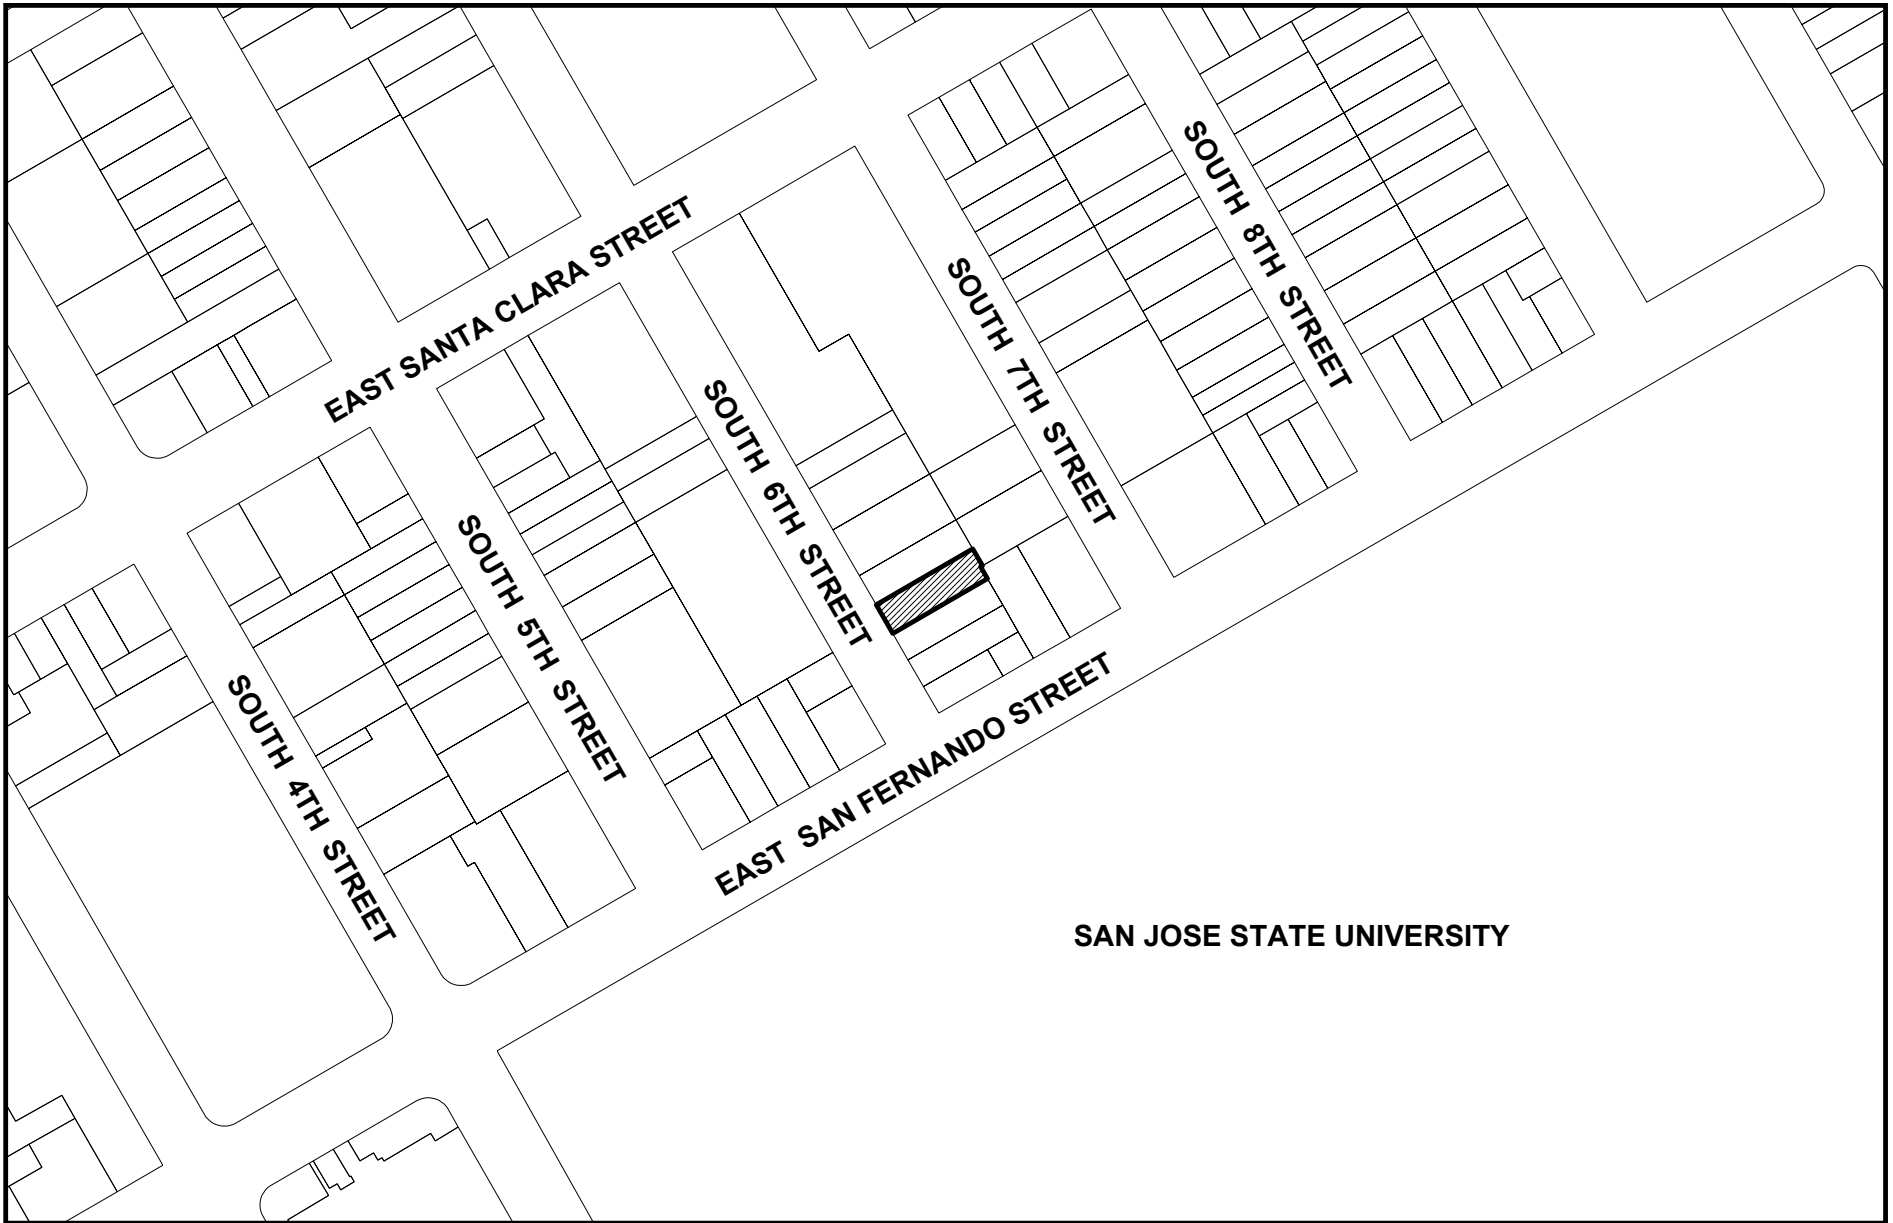 EAST SANTA CLARA STREET
SOUTH 8TH STREET
SOUTH 7TH STREET
SOUTH 6TH STREET
SOUTH 5TH STREET
SOUTH 4TH STREET
EAST SAN FERNANDO STREET
SAN JOSE STATE UNIVERSITY